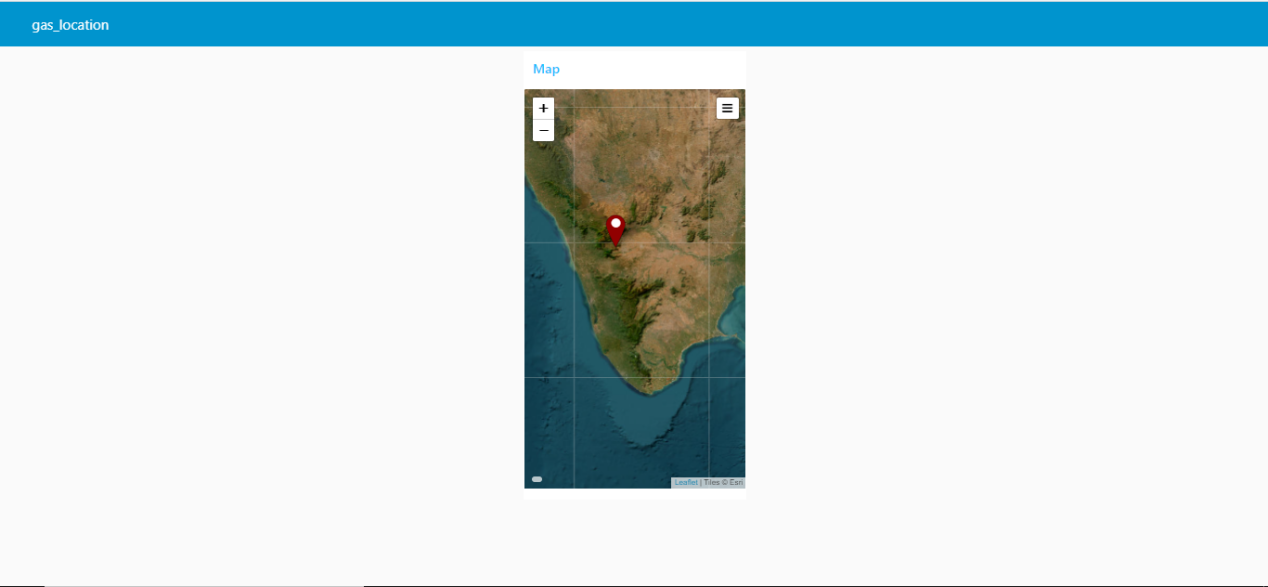 gas_location
Map
+
−
Leaflet | Tiles © Esri